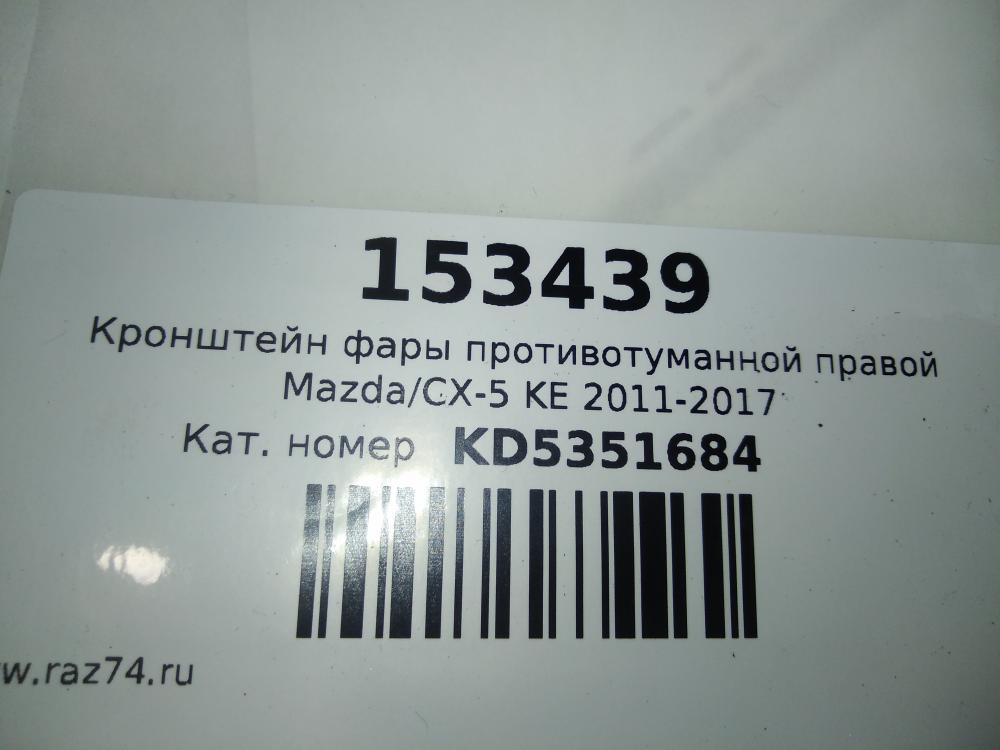 153439
Кронштейн фары противотуманной правой
Mazda/CX-5 KE 2011-2017
Кат. номер KD5351684
w.raz74.ru